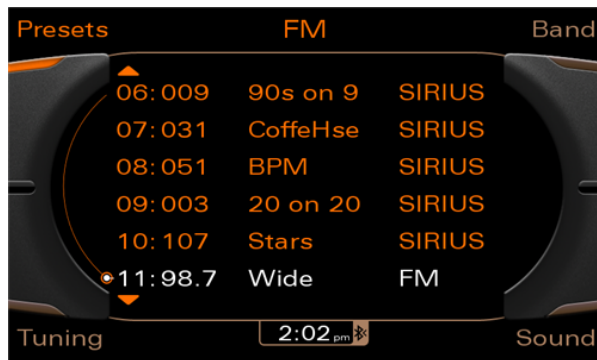 Presets FM Band
06:009 90s on 9 SIRIUS
07:031 CoffeHse SIRIUS
08:051 BPM SIRIUS
09:003 20 on 20 SIRIUS
10:107 Stars SIRIUS
11:98.7 Wide FM
Tuning 2:02 pm Sound